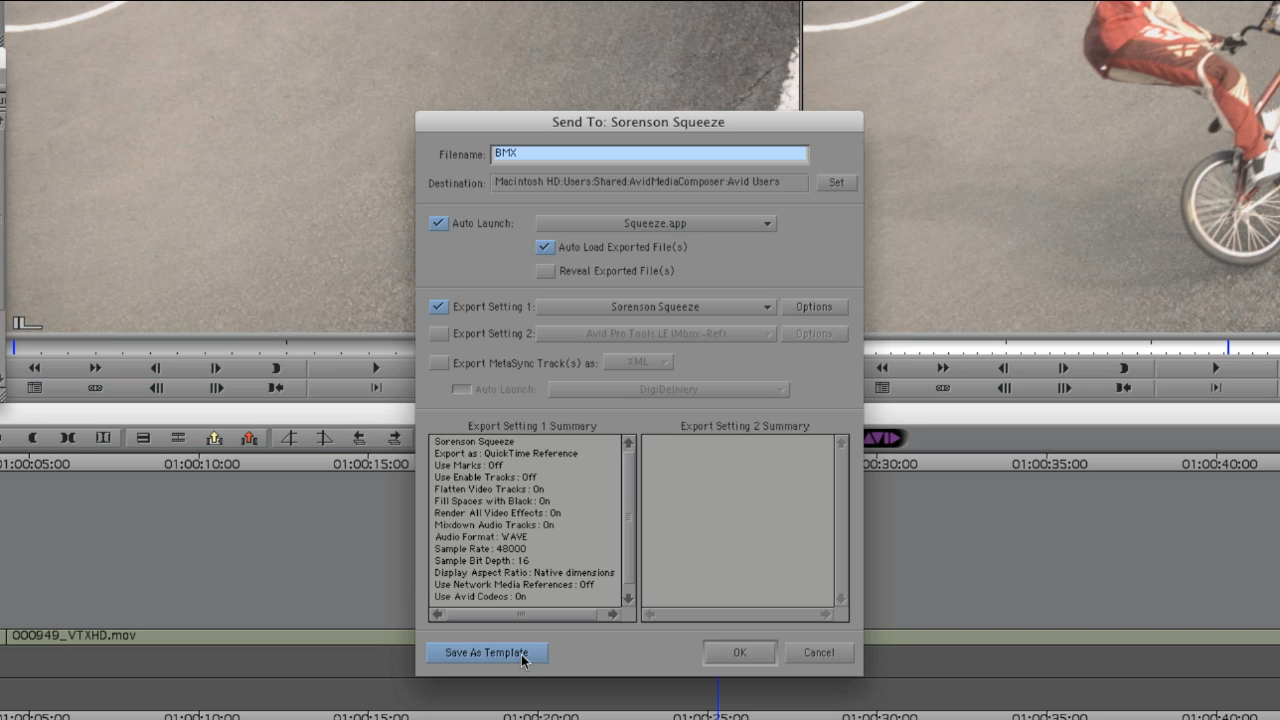 Send To: Sorenson Squeeze
Filename: BMX
Destination: Macintosh HD:Users:Shared:AvidMediaComposer:Avid Users Set
Auto Launch: Squeeze.app
Auto Load Exported File(s)
Reveal Exported File(s)
Export Setting 1: Sorenson Squeeze Options
Export Setting 2: Avid Pro Tools LE (Mbox-Ref) Options
Export MetaSync Track(s) as: XML
Auto Launch: DigiDelivery
Export Setting 1 Summary Export Setting 2 Summary
AVID
Sorenson Squeeze
Export as : QuickTime Reference
Use Marks : Off
Use Enable Tracks : Off
Flatten Video Tracks : On
Fill Spaces with Black : On
Render All Video Effects : On
Mixdown Audio Tracks : On
Audio Format : WAVE
Sample Rate : 48000
Sample Bit Depth : 16
Display Aspect Ratio : Native dimensions
Use Network Media References : Off
Use Avid Codecs : On
01:00:05:00 01:00:10:00 01:00:15:00 00:30:00 01:00:35:00 01:00:40:00
000949_VTXHD.mov
Save As Template OK Cancel
01:00:05:00 01:00:10:00 01:00:15:00 01:00:20:00 01:00:25:00 01:00:30:00 01:00:35:00 01:00:40:00